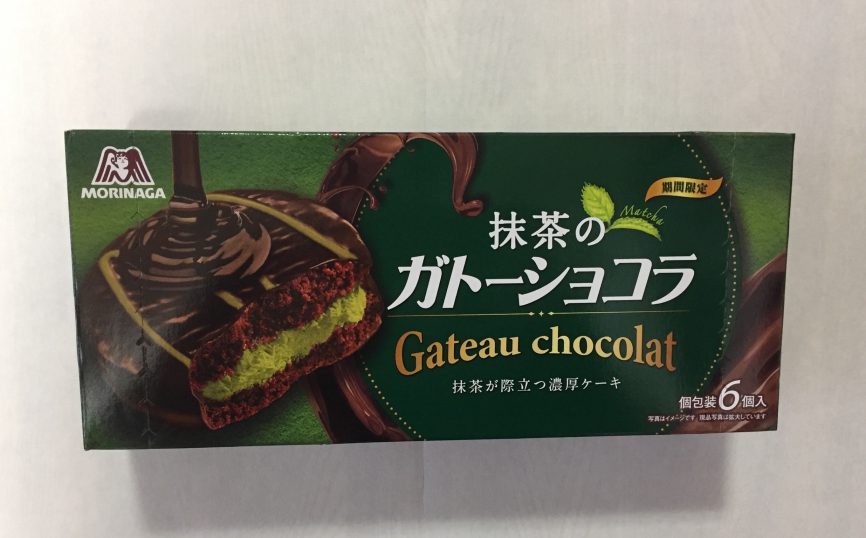 MORINAGA
期間限定
Matcha
抹茶の
ガトーショコラ
Gateau chocolat
抹茶が際立つ濃厚ケーキ
個包装6個入
写真はイメージです 現品写真は拡大しています